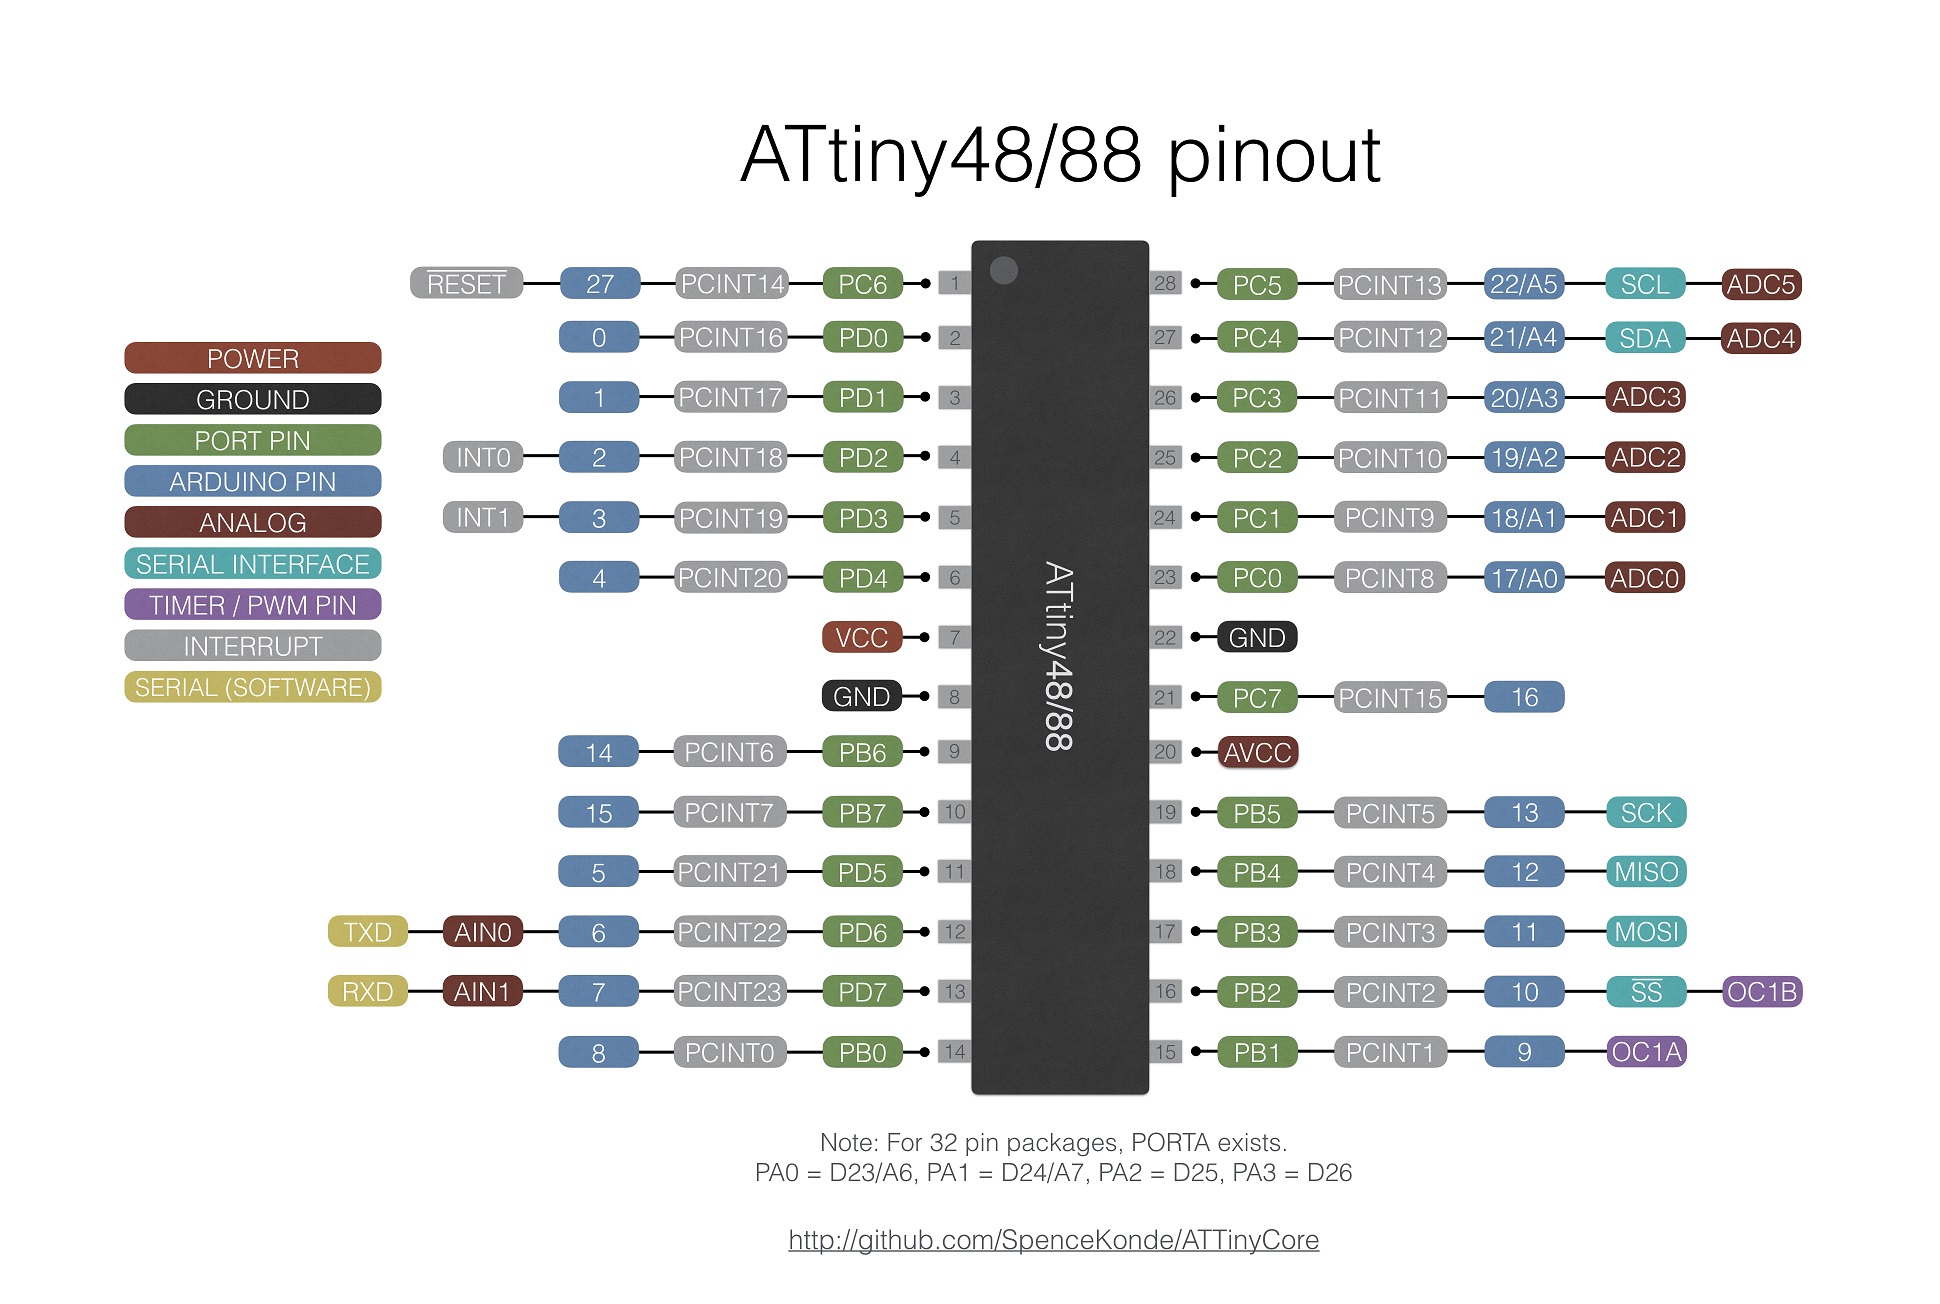 ATtiny48/88 pinout
RESET 27 PCINT14 PC6 1 28 PC5 PCINT13 22/A5 SCL ADC5
0 PCINT16 PD0 2 27 PC4 PCINT12 21/A4 SDA ADC4
POWER
GROUND
1 PCINT17 PD1 3 26 PC3 PCINT11 20/A3 ADC3
PORT PIN
INT0 2 PCINT18 PD2 4 25 PC2 PCINT10 19/A2 ADC2
ARDUINO PIN
ANALOG
INT1 3 PCINT19 PD3 5 24 PC1 PCINT9 18/A1 ADC1
SERIAL INTERFACE
4 PCINT20 PD4 6 23 PC0 PCINT8 17/A0 ADC0
TIMER / PWM PIN
INTERRUPT
VCC 7 22 GND
SERIAL (SOFTWARE)
GND 8 21 PC7 PCINT15 16
ATtiny48/88
14 PCINT6 PB6 9 20 AVCC
15 PCINT7 PB7 10 19 PB5 PCINT5 13 SCK
5 PCINT21 PD5 11 18 PB4 PCINT4 12 MISO
TXD AIN0 6 PCINT22 PD6 12 17 PB3 PCINT3 11 MOSI
RXD AIN1 7 PCINT23 PD7 13 16 PB2 PCINT2 10 SS OC1B
8 PCINT0 PB0 14 15 PB1 PCINT1 9 OC1A
Note: For 32 pin packages, PORTA exists.
PA0 = D23/A6, PA1 = D24/A7, PA2 = D25, PA3 = D26
http://github.com/SpenceKonde/ATTinyCore